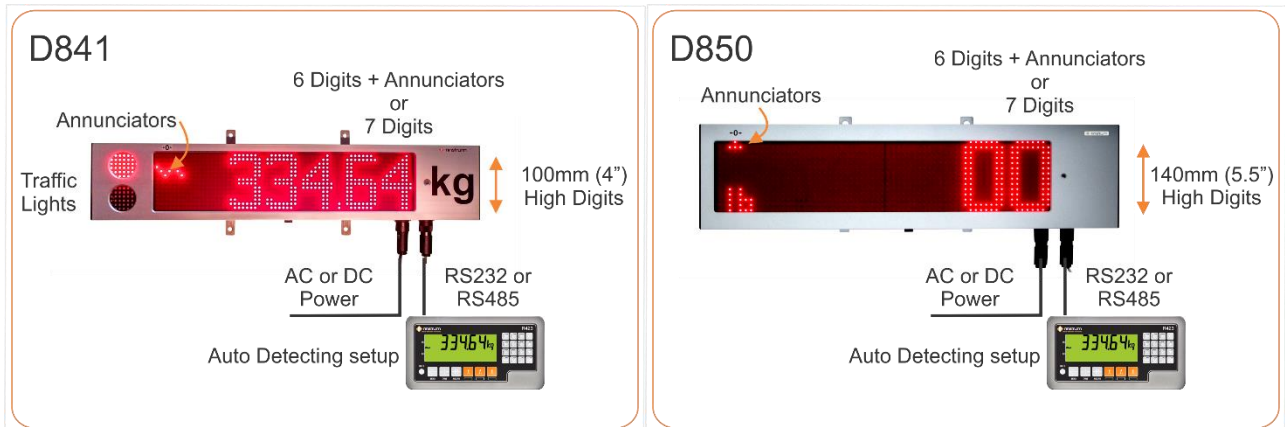 D841
6 Digits + Annunciators
or
7 Digits
Annunciators
-0-
Traffic
Lights
334.64
kg
100mm (4")
High Digits
AC or DC
Power
RS232 or
RS485
Auto Detecting setup
334.64kg
D850
6 Digits + Annunciators
or
7 Digits
Annunciators
-0-
00
lb
140mm (5.5”)
High Digits
AC or DC
Power
RS232 or
RS485
Auto Detecting setup
334.64kg